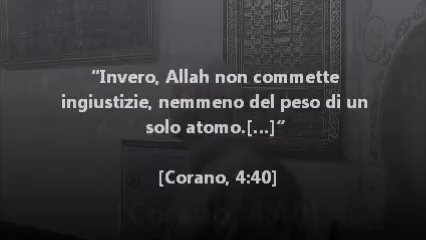 “Invero, Allah non commette
ingiustizie, nemmeno del peso di un
solo atomo.[...]”
[Corano, 4:40]